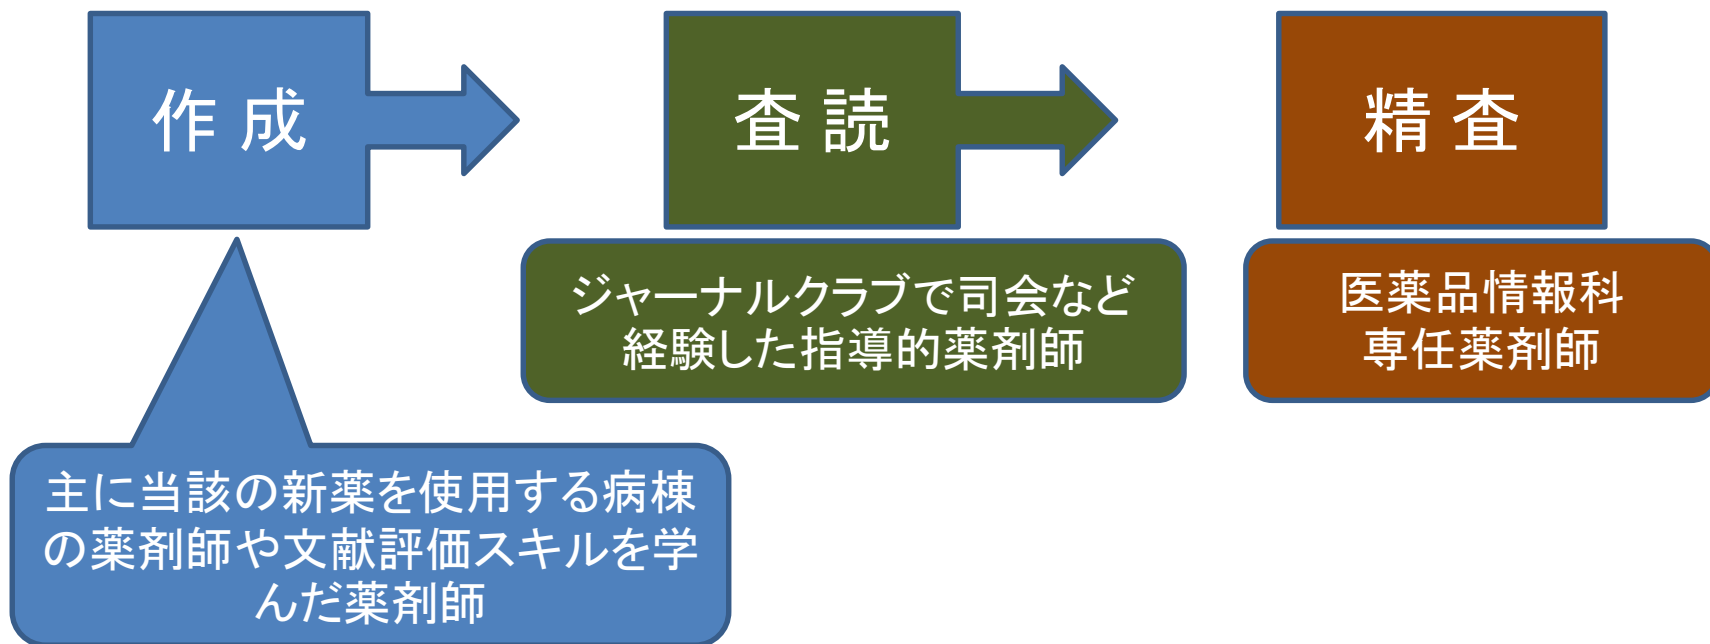 作 成
査 読
精 査
ジャーナルクラブで司会など
経験した指導的薬剤師
医薬品情報科
専任薬剤師
主に当該の新薬を使用する病棟
の薬剤師や文献評価スキルを学
んだ薬剤師